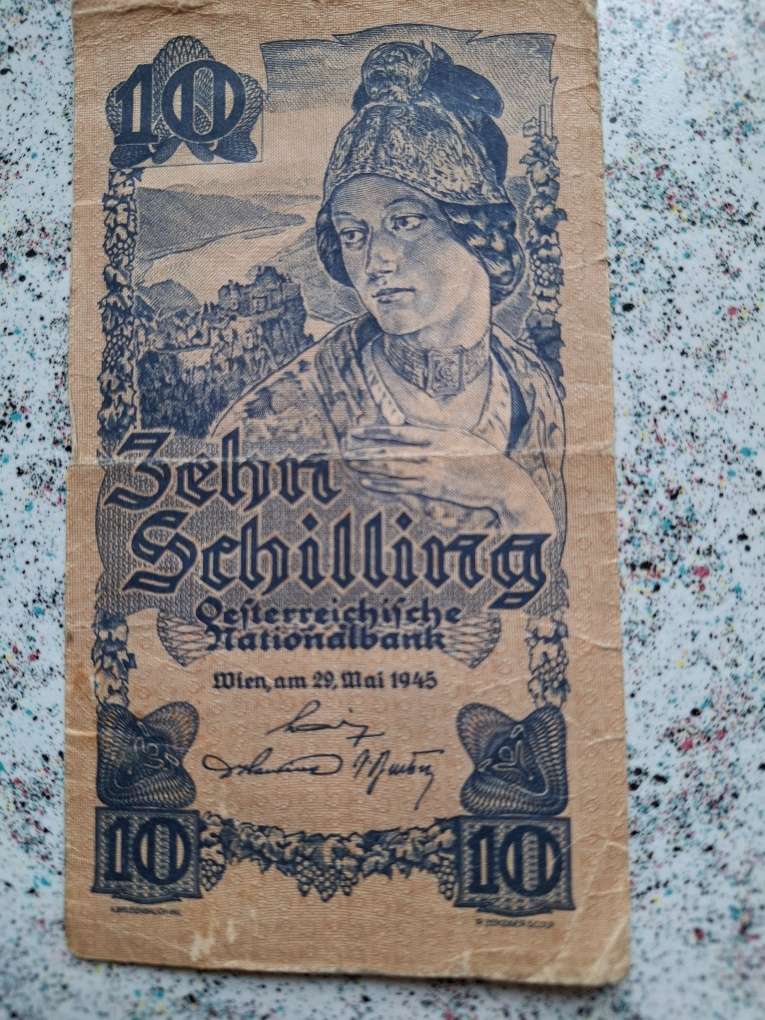 10
Zehn
Schilling
Oesterreichische
Nationalbank
Wien, am 29. Mai 1945
10
10